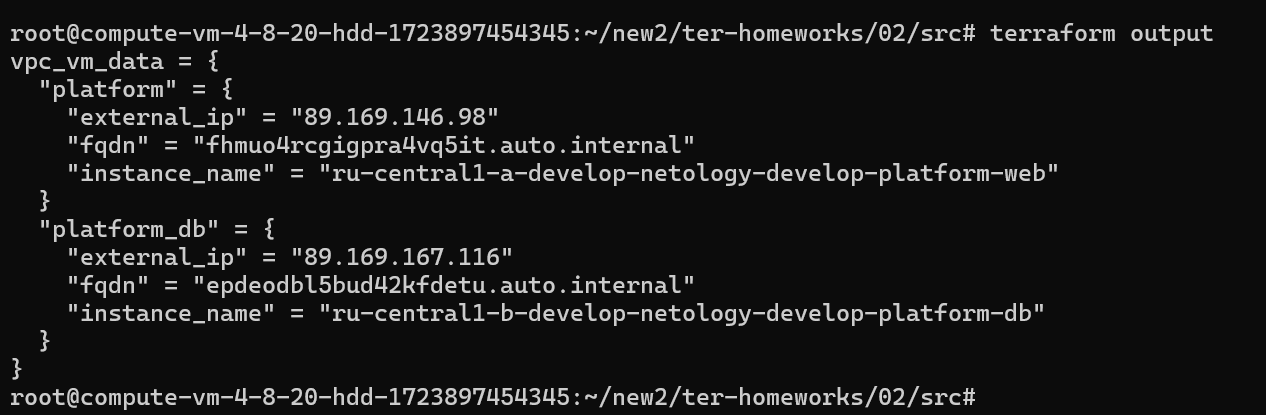 root@compute-vm-4-8-20-hdd-1723897454345:~/new2/ter-homeworks/02/src# terraform output
vpc_vm_data = {
  "platform" = {
    "external_ip" = "89.169.146.98"
    "fqdn" = "fhmuo4rcgigpra4vq5it.auto.internal"
    "instance_name" = "ru-central1-a-develop-netology-develop-platform-web"
  }
  "platform_db" = {
    "external_ip" = "89.169.167.116"
    "fqdn" = "epdeodbl5bud42kfdetu.auto.internal"
    "instance_name" = "ru-central1-b-develop-netology-develop-platform-db"
  }
}
root@compute-vm-4-8-20-hdd-1723897454345:~/new2/ter-homeworks/02/src#